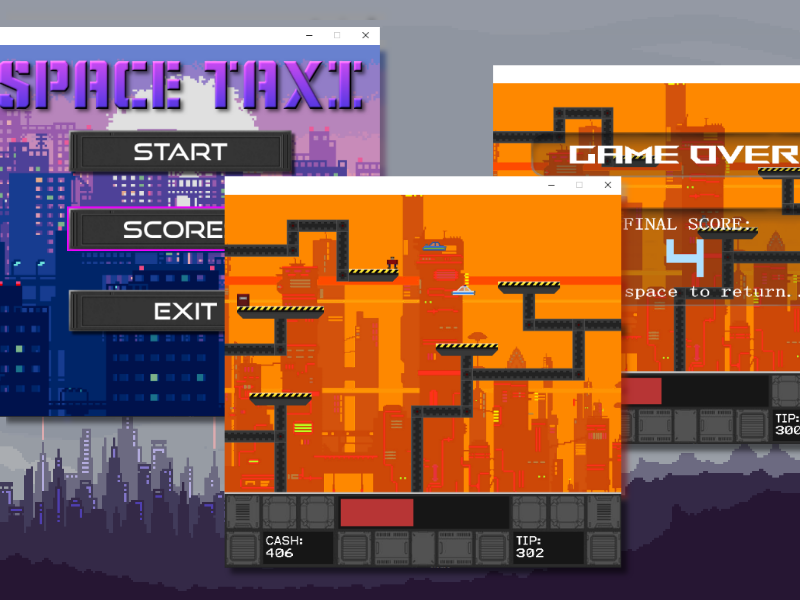 SPACE TAXI
START
SCORE
EXIT
GAME OVER
FINAL SCORE:
4
space to return..
CASH:
406
TIP:
302
TIP:
300